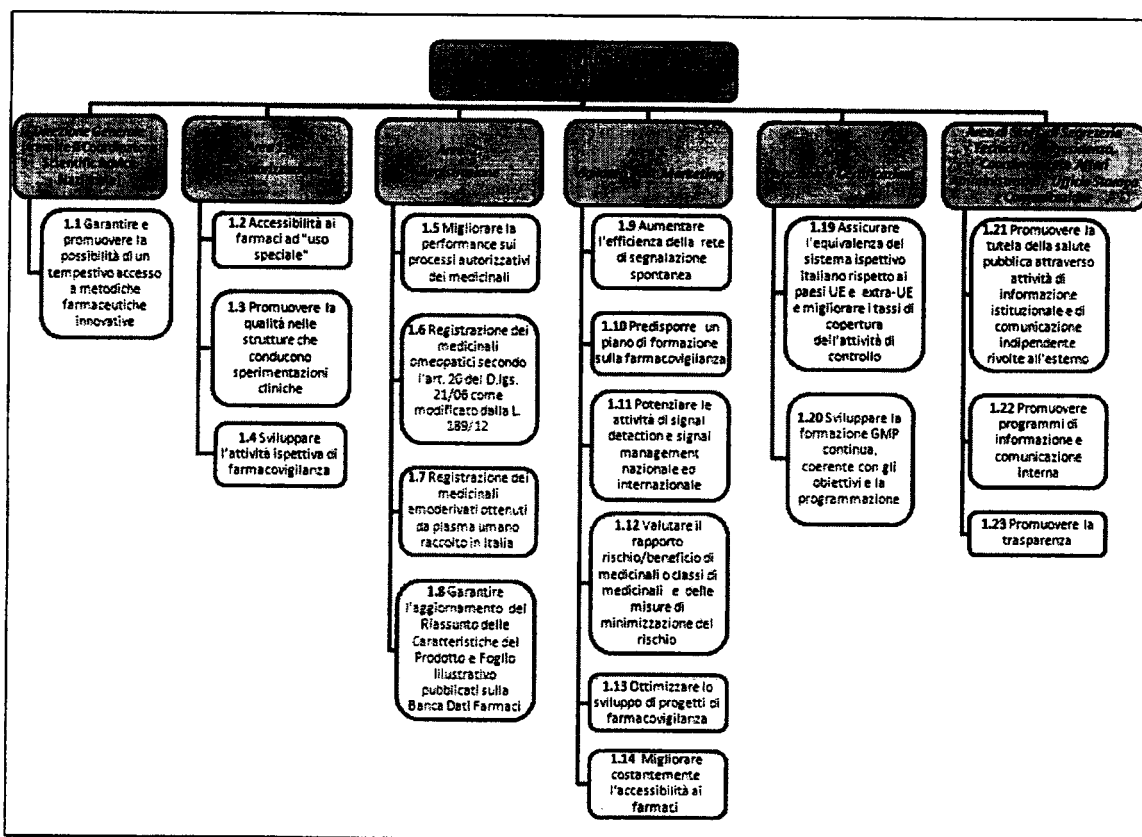 Direzione Generale
Scientifico
Area di
Segreteria
Marketing
1.1 Garantire e
promuovere la
possibilità di un
tempestivo accesso
a metodiche
farmaceutiche
innovative
1.2 Accessibilità ai
farmaci ad "uso
speciale"
1.3 Promuovere la
qualità nelle
strutture che
conducono
sperimentazioni
cliniche
1.4 Sviluppare
l'attività ispettiva di
farmacovigilanza
1.5 Migliorare la
performance sui
processi autorizzativi
dei medicinali
1.6 Registrazione dei
medicinali
omeopatici secondo
l'art. 20 del D.lgs.
21/06 come
modificato dalla L.
189/12
1.7 Registrazione dei
medicinali
emoderivati ottenuti
da plasma umano
raccolto in Italia
1.8 Garantire
l'aggiornamento del
Riassunto delle
Caratteristiche del
Prodotto e Foglio
Illustrativo
pubblicati sulla
Banca Dati Farmaci
1.9 Aumentare
l'efficienza della rete
di segnalazione
spontanea
1.10 Predisporre un
piano di formazione
sulla farmacovigilanza
1.11 Potenziare le
attività di signal
detection e signal
management
nazionale ed
internazionale
1.12 Valutare il
rapporto
rischio/beneficio di
medicinali o classi di
medicinali e delle
misure di
minimizzazione del
rischio
1.13 Ottimizzare lo
sviluppo di progetti di
farmacovigilanza
1.14 Migliorare
costantemente
l'accessibilità ai
farmaci
1.19 Assicurare
l'equivalenza del
sistema ispettivo
Italiano rispetto ai
paesi UE e extra-UE
e migliorare i tassi di
copertura
dell'attività di
controllo
1.20 Sviluppare la
formazione GMP
continua,
coerente con gli
obiettivi e la
programmazione
1.21 Promuovere la
tutela della salute
pubblica attraverso
attività di
informazione
istituzionale e di
comunicazione
indipendente
rivolte all'esterno
1.22 Promuovere
programmi di
informazione e
comunicazione
interna
1.23 Promuovere la
trasparenza